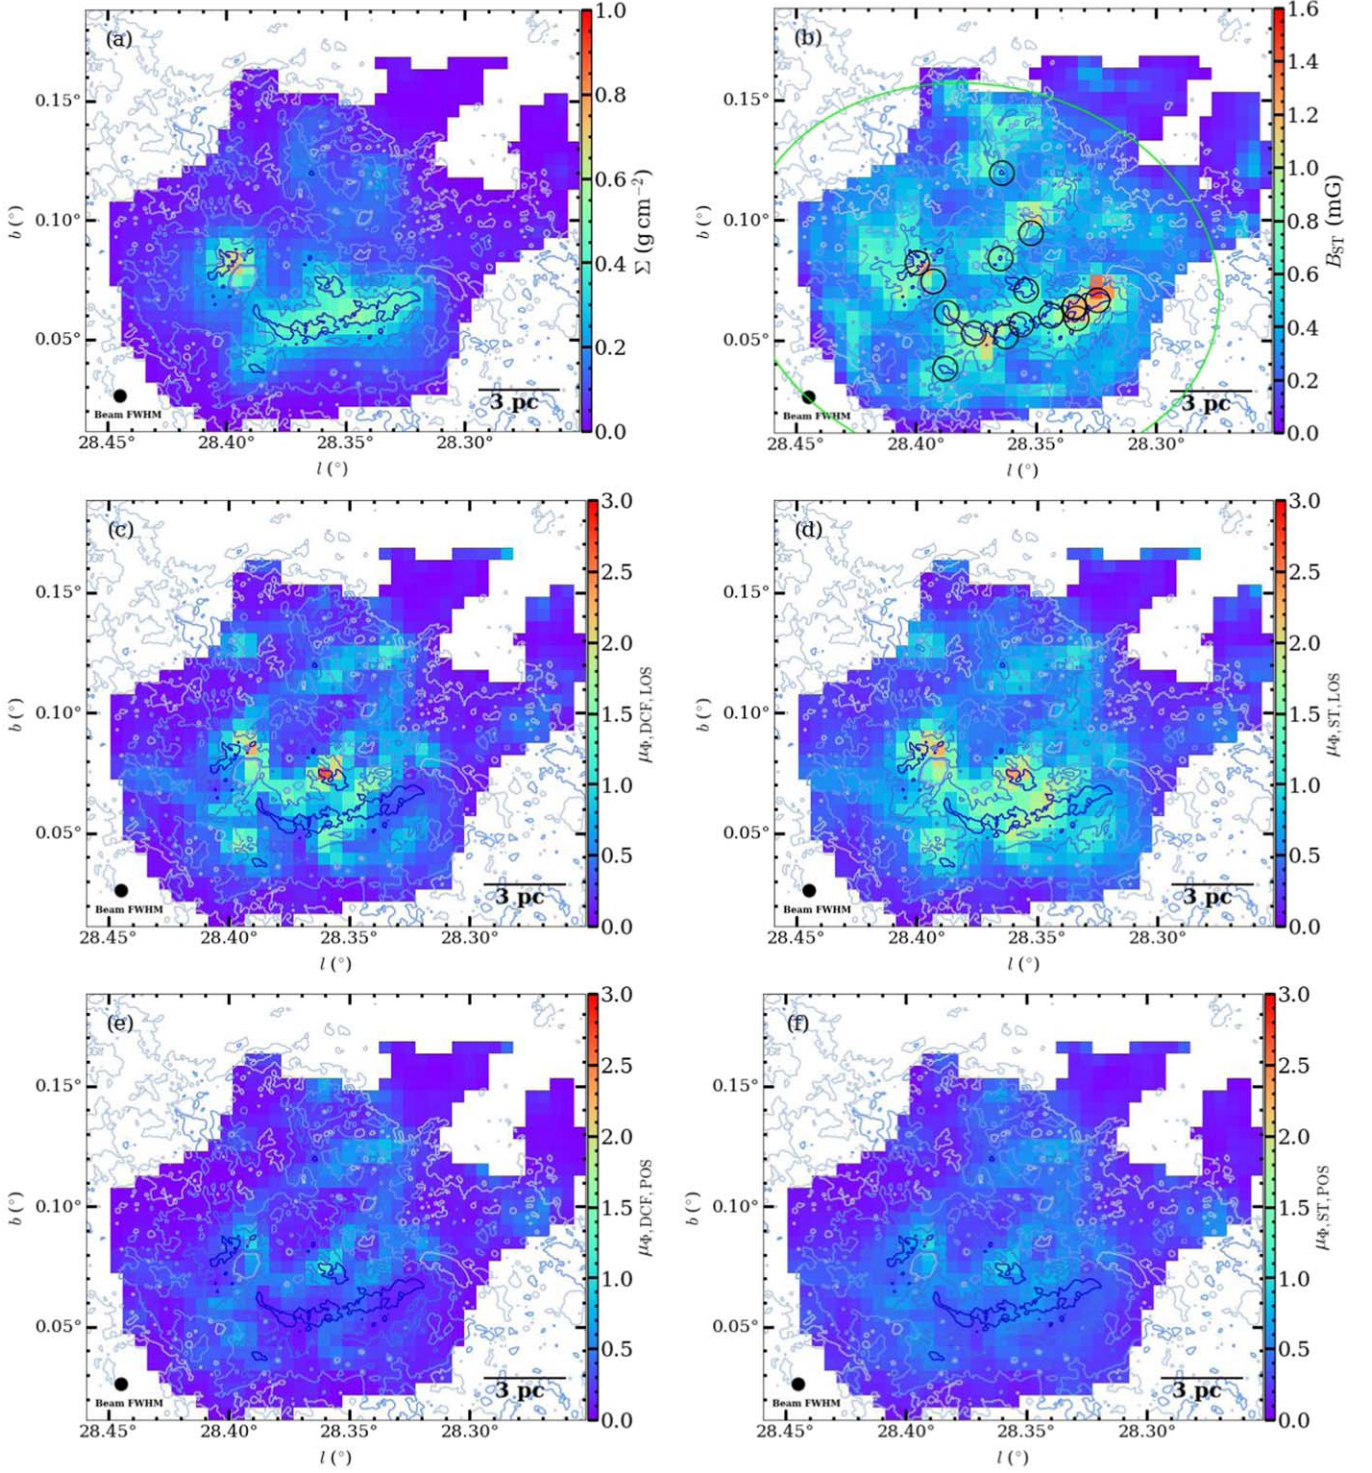 (a)
0.15°
0.10°
0.05°
b (°)
Beam FWHM
3 pc
28.45° 28.40° 28.35° 28.30°
l (°)
1.0
0.8
0.6
0.4
0.2
0.0
Σ (g cm⁻²)
(b)
0.15°
0.10°
0.05°
b (°)
Beam FWHM
3 pc
28.45° 28.40° 28.35° 28.30°
l (°)
1.6
1.4
1.2
1.0
0.8
0.6
0.4
0.2
0.0
B_ST (mG)
(c)
0.15°
0.10°
0.05°
b (°)
Beam FWHM
3 pc
28.45° 28.40° 28.35° 28.30°
l (°)
3.0
2.5
2.0
1.5
1.0
0.5
0.0
μ_Φ,DCF,LOS
(d)
0.15°
0.10°
0.05°
b (°)
Beam FWHM
3 pc
28.45° 28.40° 28.35° 28.30°
l (°)
3.0
2.5
2.0
1.5
1.0
0.5
0.0
μ_Φ,ST,LOS
(e)
0.15°
0.10°
0.05°
b (°)
Beam FWHM
3 pc
28.45° 28.40° 28.35° 28.30°
l (°)
3.0
2.5
2.0
1.5
1.0
0.5
0.0
μ_Φ,DCF,POS
(f)
0.15°
0.10°
0.05°
b (°)
Beam FWHM
3 pc
28.45° 28.40° 28.35° 28.30°
l (°)
3.0
2.5
2.0
1.5
1.0
0.5
0.0
μ_Φ,ST,POS